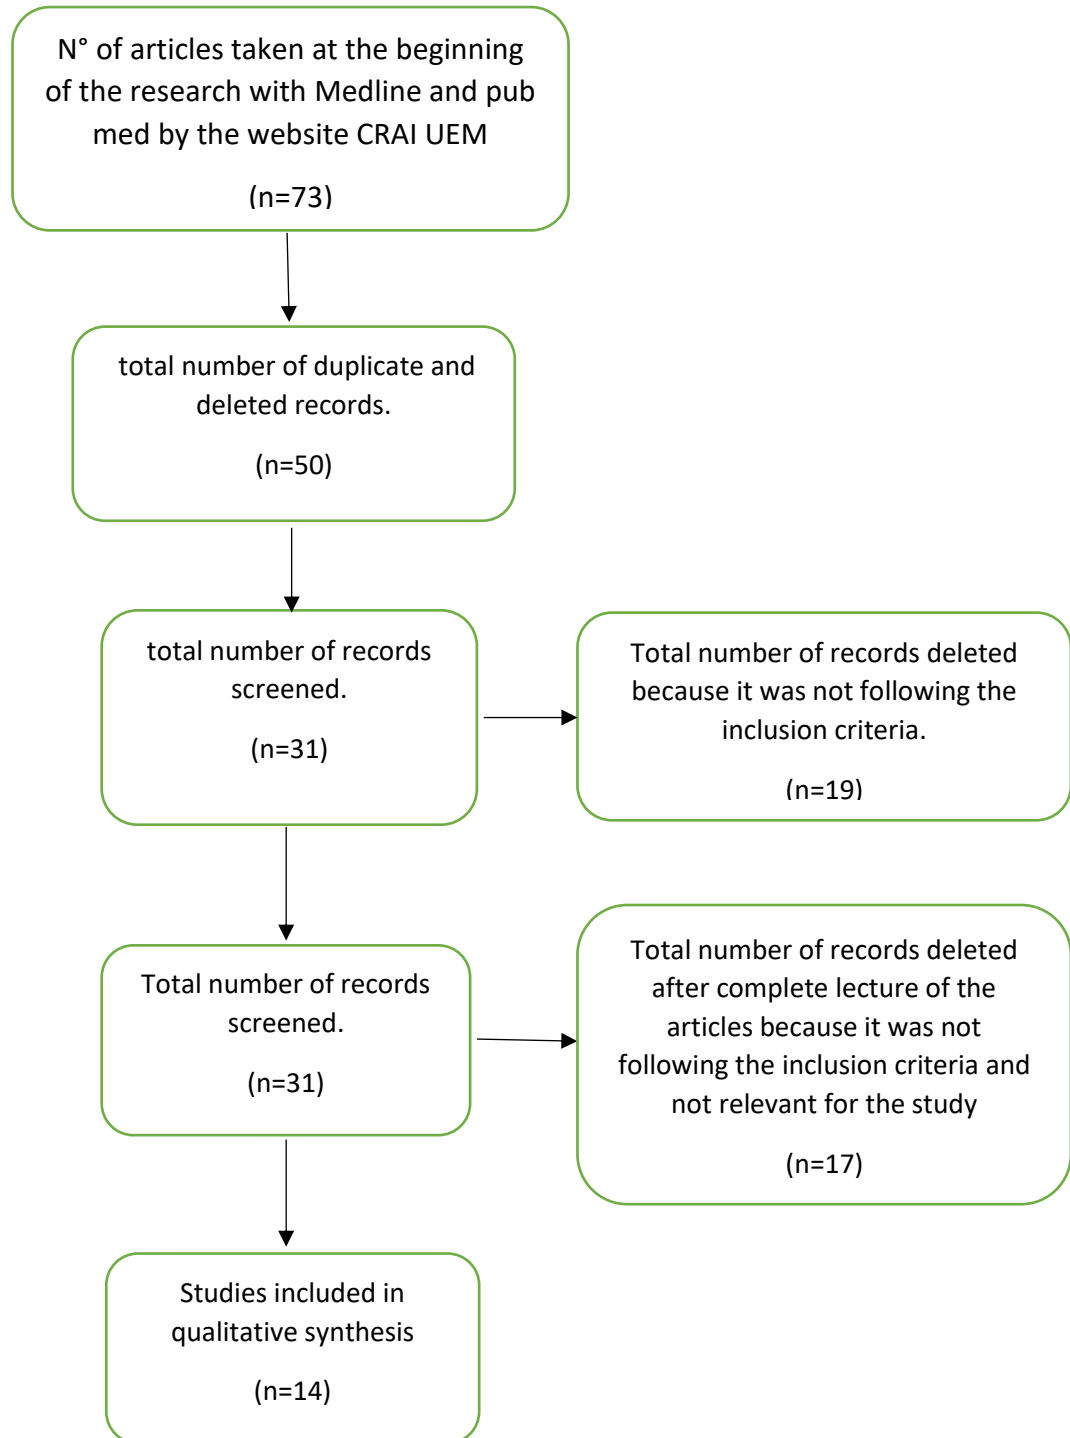 N° of articles taken at the beginning
of the research with Medline and pub
med by the website CRAI UEM
(n=73)
total number of duplicate and
deleted records.
(n=50)
total number of records
screened.
(n=31)
Total number of records deleted
because it was not following the
inclusion criteria.
(n=19)
Total number of records
screened.
(n=31)
Total number of records deleted
after complete lecture of the
articles because it was not
following the inclusion criteria and
not relevant for the study
(n=17)
Studies included in
qualitative synthesis
(n=14)